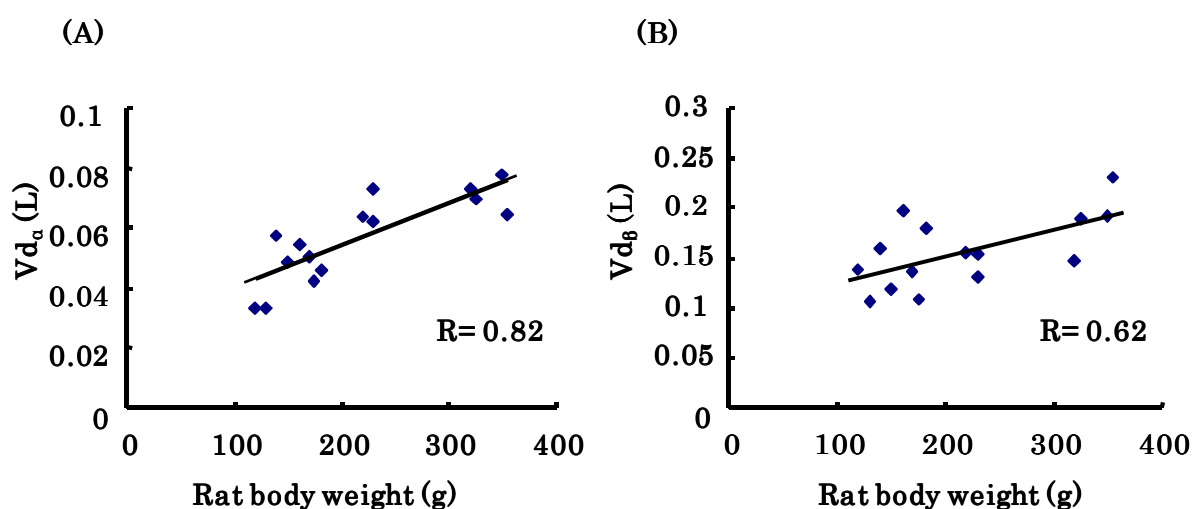 (A)
0.1
0.08
0.06
0.04
0.02
0
Vdα (L)
0 100 200 300 400
Rat body weight (g)
R= 0.82
(B)
0.3
0.25
0.2
0.15
0.1
0.05
0
Vdβ (L)
0 100 200 300 400
Rat body weight (g)
R= 0.62